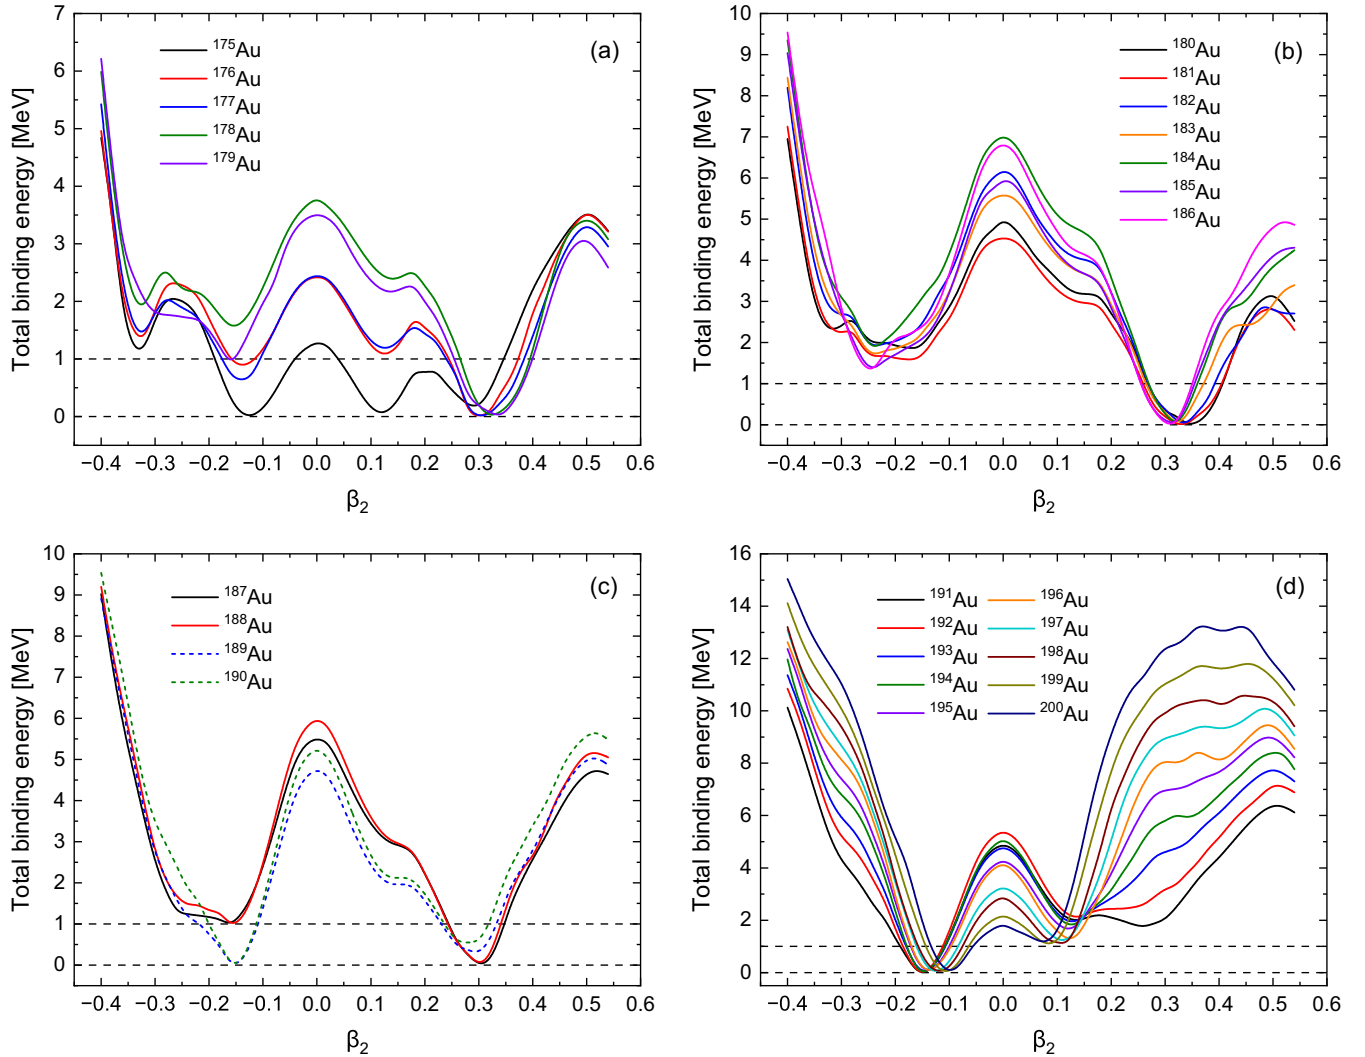 (a)
Total binding energy [MeV]
7
6
5
4
3
2
1
0
¹⁷⁵Au
¹⁷⁶Au
¹⁷⁷Au
¹⁷⁸Au
¹⁷⁹Au
−0.4 −0.3 −0.2 −0.1 0.0 0.1 0.2 0.3 0.4 0.5 0.6
β₂
(b)
Total binding energy [MeV]
10
9
8
7
6
5
4
3
2
1
0
¹⁸⁰Au
¹⁸¹Au
¹⁸²Au
¹⁸³Au
¹⁸⁴Au
¹⁸⁵Au
¹⁸⁶Au
−0.4 −0.3 −0.2 −0.1 0.0 0.1 0.2 0.3 0.4 0.5 0.6
β₂
(c)
Total binding energy [MeV]
10
9
8
7
6
5
4
3
2
1
0
¹⁸⁷Au
¹⁸⁸Au
¹⁸⁹Au
¹⁹⁰Au
−0.4 −0.3 −0.2 −0.1 0.0 0.1 0.2 0.3 0.4 0.5 0.6
β₂
(d)
Total binding energy [MeV]
16
14
12
10
8
6
4
2
0
¹⁹¹Au ¹⁹⁶Au
¹⁹²Au ¹⁹⁷Au
¹⁹³Au ¹⁹⁸Au
¹⁹⁴Au ¹⁹⁹Au
¹⁹⁵Au ²⁰⁰Au
−0.4 −0.3 −0.2 −0.1 0.0 0.1 0.2 0.3 0.4 0.5 0.6
β₂